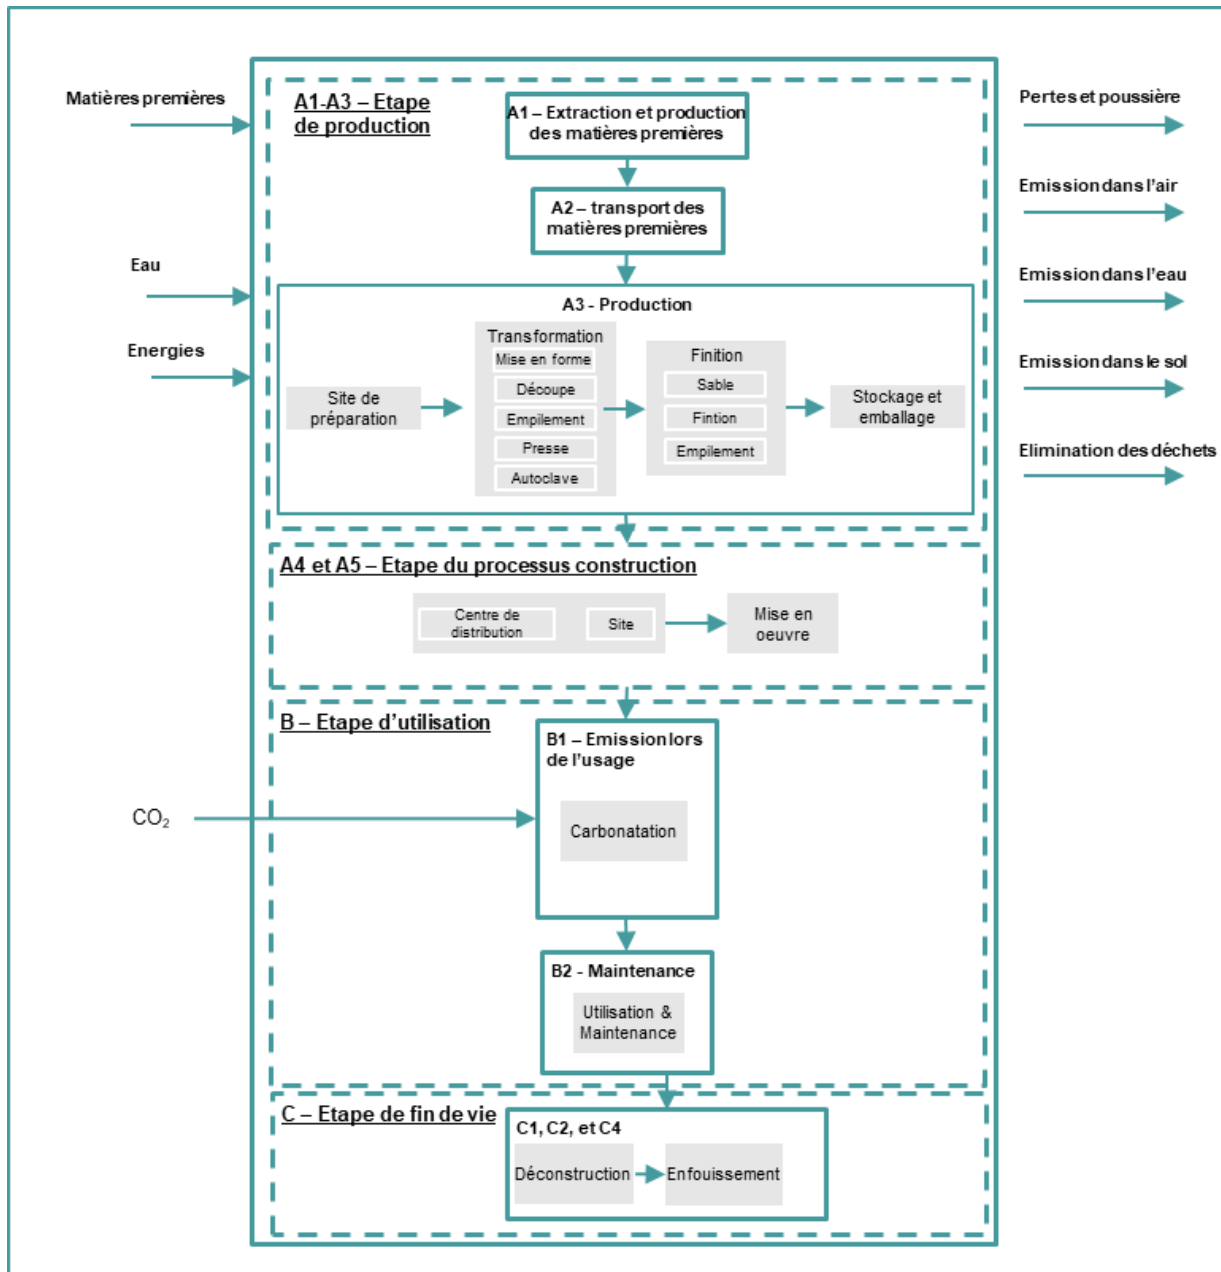 Matières premières
Eau
Energies
A1-A3 – Etape
de production
A1 – Extraction et production
des matières premières
A2 – transport des
matières premières
A3 - Production
Site de
préparation
Transformation
Mise en forme
Découpe
Empilement
Presse
Autoclave
Finition
Sable
Fintion
Empilement
Stockage et
emballage
Pertes et poussière
Emission dans l'air
Emission dans l'eau
Emission dans le sol
Elimination des déchets
A4 et A5 – Etape du processus construction
Centre de
distribution
Site
Mise en
oeuvre
B – Etape d'utilisation
B1 – Emission lors
de l'usage
CO₂
Carbonatation
B2 - Maintenance
Utilisation &
Maintenance
C – Etape de fin de vie
C1, C2, et C4
Déconstruction
Enfouissement